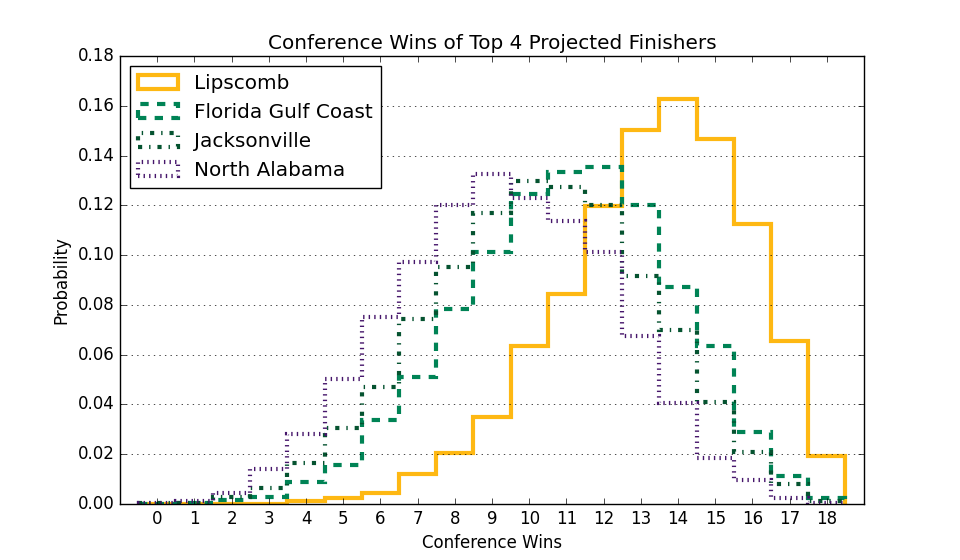 Conference Wins of Top 4 Projected Finishers
0.18
0.16
0.14
0.12
0.10
0.08
0.06
0.04
0.02
0.00
Probability
Lipscomb
Florida Gulf Coast
Jacksonville
North Alabama
0 1 2 3 4 5 6 7 8 9 10 11 12 13 14 15 16 17 18
Conference Wins